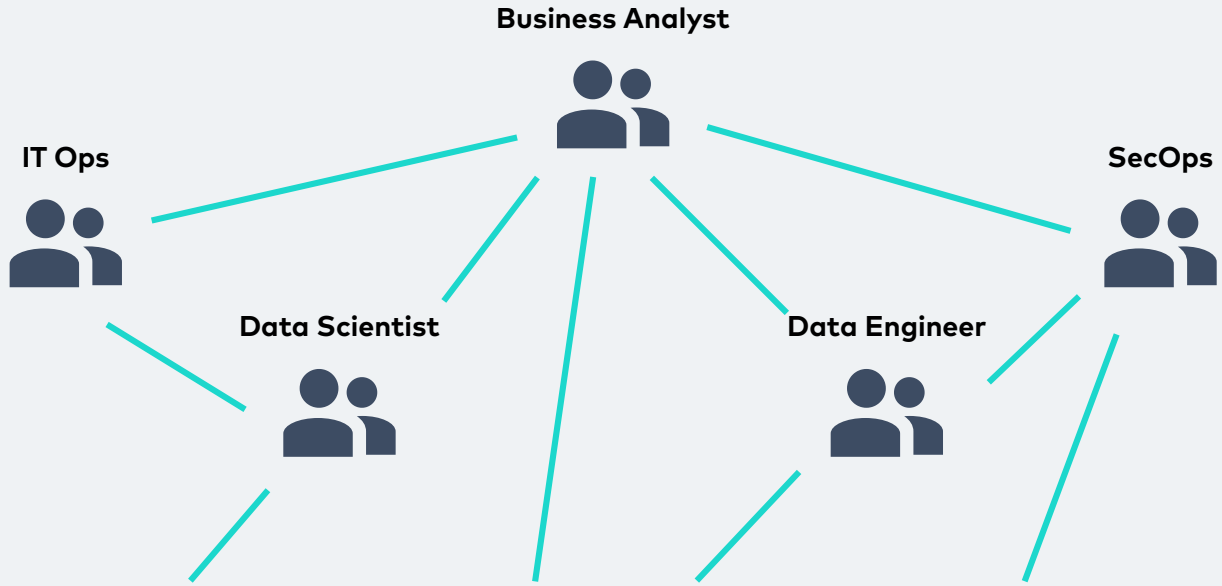 Business Analyst
IT Ops
SecOps
Data Scientist
Data Engineer